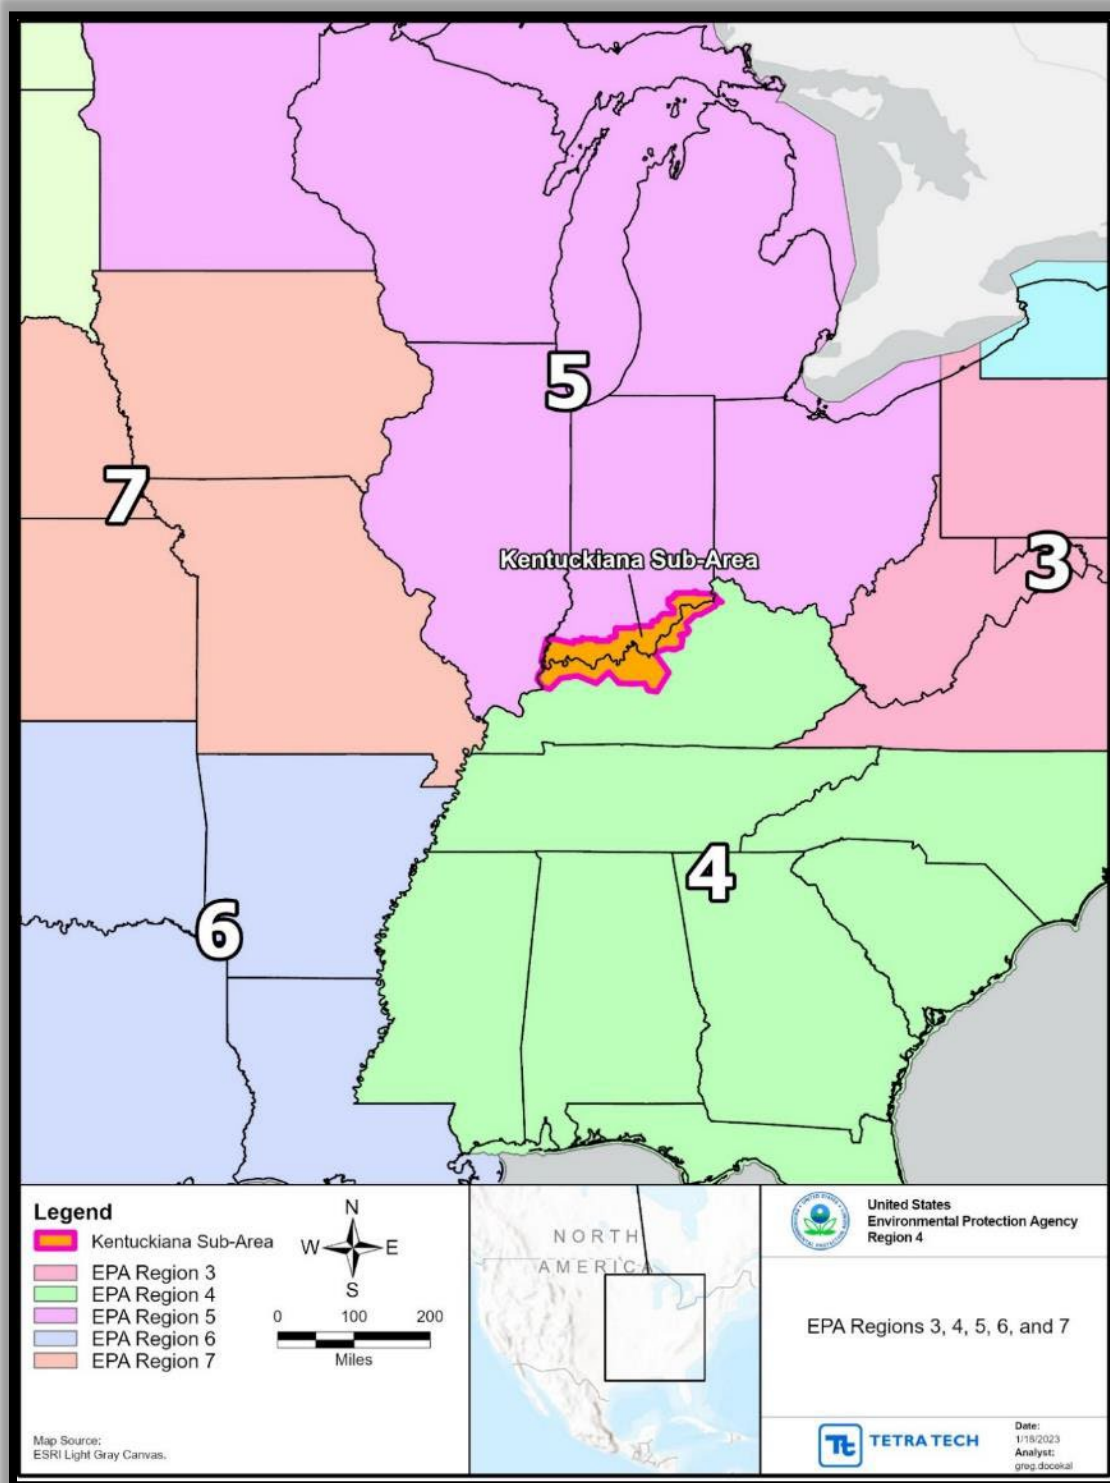 5
7
Kentuckiana Sub-Area
3
4
6
Legend
Kentuckiana Sub-Area
EPA Region 3
EPA Region 4
EPA Region 5
EPA Region 6
EPA Region 7
N
W E
S
0 100 200
Miles
Map Source:
ESRI Light Gray Canvas.
NORTH
AMERICA
United States
Environmental Protection Agency
Region 4
EPA Regions 3, 4, 5, 6, and 7
Tt TETRA TECH
Date:
1/18/2023
Analyst:
greg.docekal